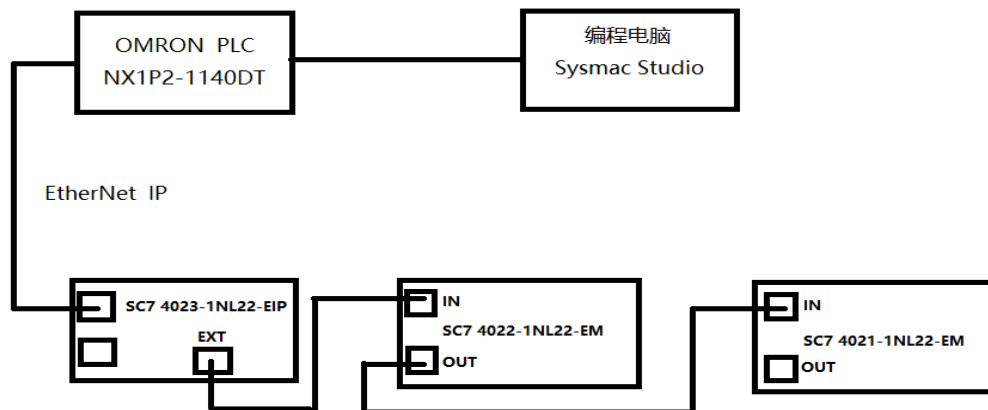 OMRON PLC
NX1P2-1140DT
编程电脑
Sysmac Studio
EtherNet IP
SC7 4023-1NL22-EIP
EXT
IN
SC7 4022-1NL22-EM
OUT
IN
SC7 4021-1NL22-EM
OUT